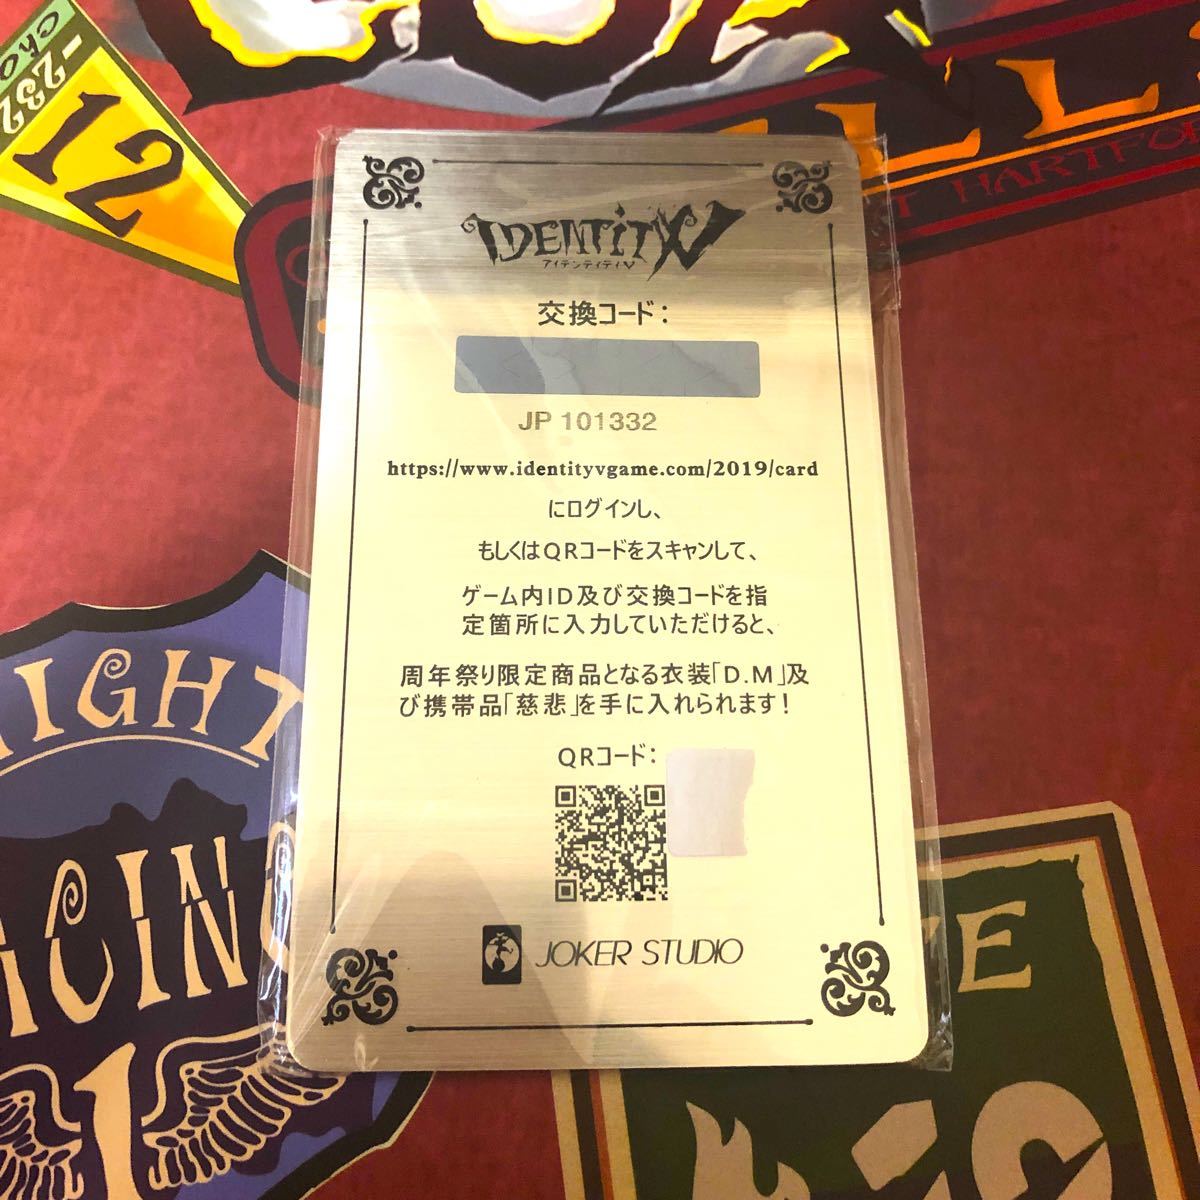 -232
12
HARTFO
IDENTITY V
アイデンティティV
交換コード：
JP 101332
https://www.identityvgame.com/2019/card
にログインし、
もしくはQRコードをスキャンして、
ゲーム内ID及び交換コードを指
定箇所に入力していただけると、
周年祭り限定商品となる衣装「D.M」及
び携帯品「慈悲」を手に入れられます！
QRコード：
JOKER STUDIO
IGHT
ACING
1